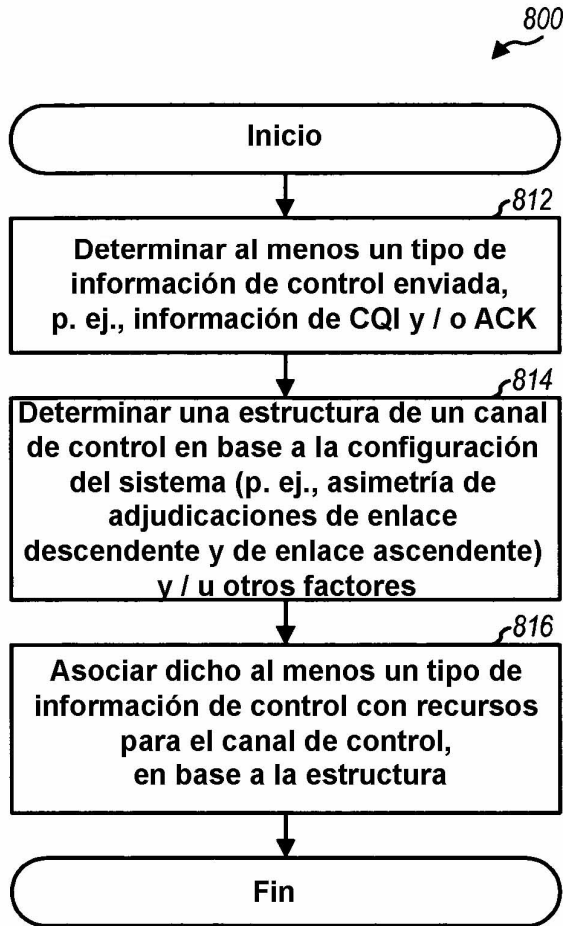 800
Inicio
812
Determinar al menos un tipo de
información de control enviada,
p. ej., información de CQI y / o ACK
814
Determinar una estructura de un canal
de control en base a la configuración
del sistema (p. ej., asimetría de
adjudicaciones de enlace
descendente y de enlace ascendente)
y / u otros factores
816
Asociar dicho al menos un tipo de
información de control con recursos
para el canal de control,
en base a la estructura
Fin